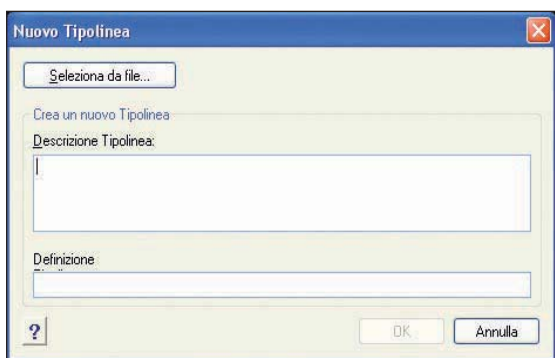 Nuovo Tipolinea
Seleziona da file...
Crea un nuovo Tipolinea
Descrizione Tipolinea:
Definizione
?
OK
Annulla